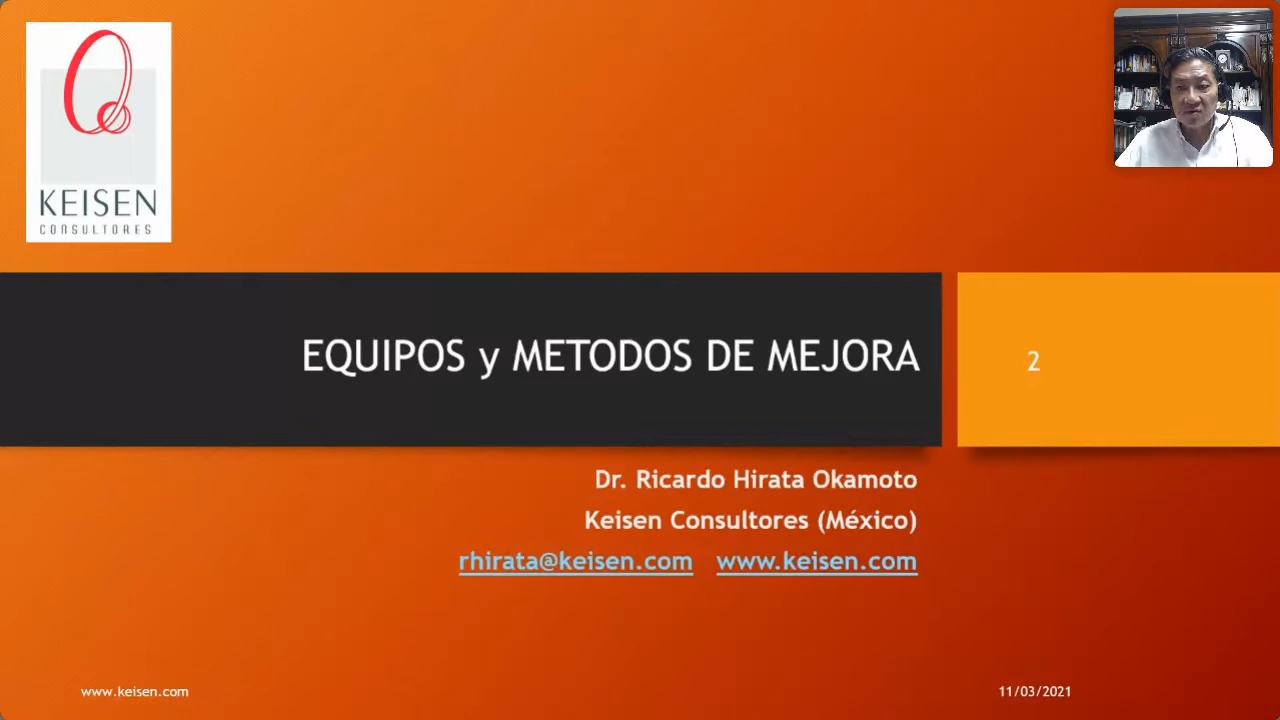 KEISEN
CONSULTORES
EQUIPOS y METODOS DE MEJORA
2
Dr. Ricardo Hirata Okamoto
Keisen Consultores (México)
rhirata@keisen.com www.keisen.com
www.keisen.com
11/03/2021